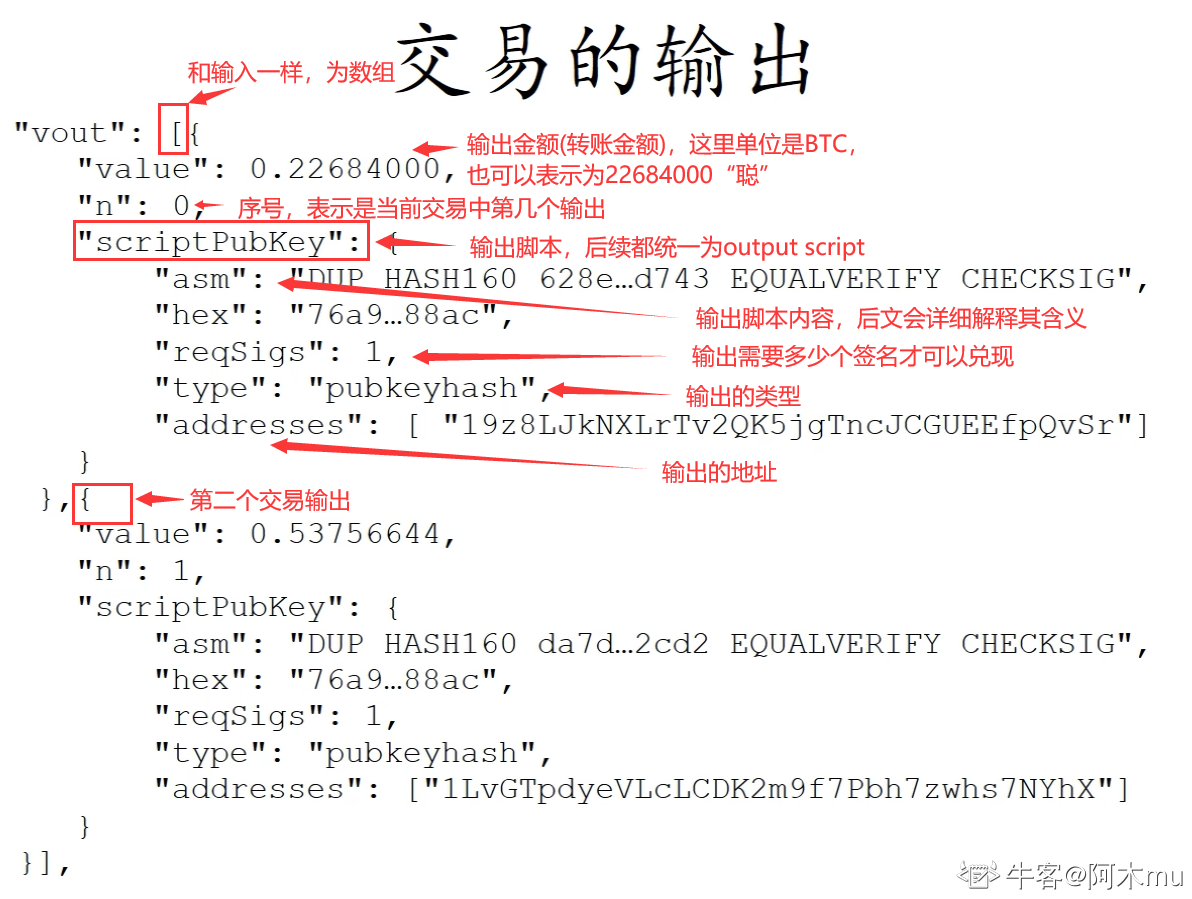 交易的输出
和输入一样，为数组
"vout": [{
"value": 0.22684000,
输出金额(转账金额)，这里单位是BTC，
也可以表示为22684000“聪”
"n": 0,
序号，表示是当前交易中第几个输出
"scriptPubKey": {
输出脚本，后续都统一为output script
"asm": "DUP HASH160 628e…d743 EQUALVERIFY CHECKSIG",
"hex": "76a9…88ac",
输出脚本内容，后文会详细解释其含义
"reqSigs": 1,
输出需要多少个签名才可以兑现
"type": "pubkeyhash",
输出的类型
"addresses": [ "19z8LJkNXLrTv2QK5jgTncJCGUEEfpQvSr"]
}
输出的地址
},{
第二个交易输出
"value": 0.53756644,
"n": 1,
"scriptPubKey": {
"asm": "DUP HASH160 da7d…2cd2 EQUALVERIFY CHECKSIG",
"hex": "76a9…88ac",
"reqSigs": 1,
"type": "pubkeyhash",
"addresses": ["1LvGTpdyeVLcLCDK2m9f7Pbh7zwhs7NYhX"]
}
}],
牛客@阿木mu